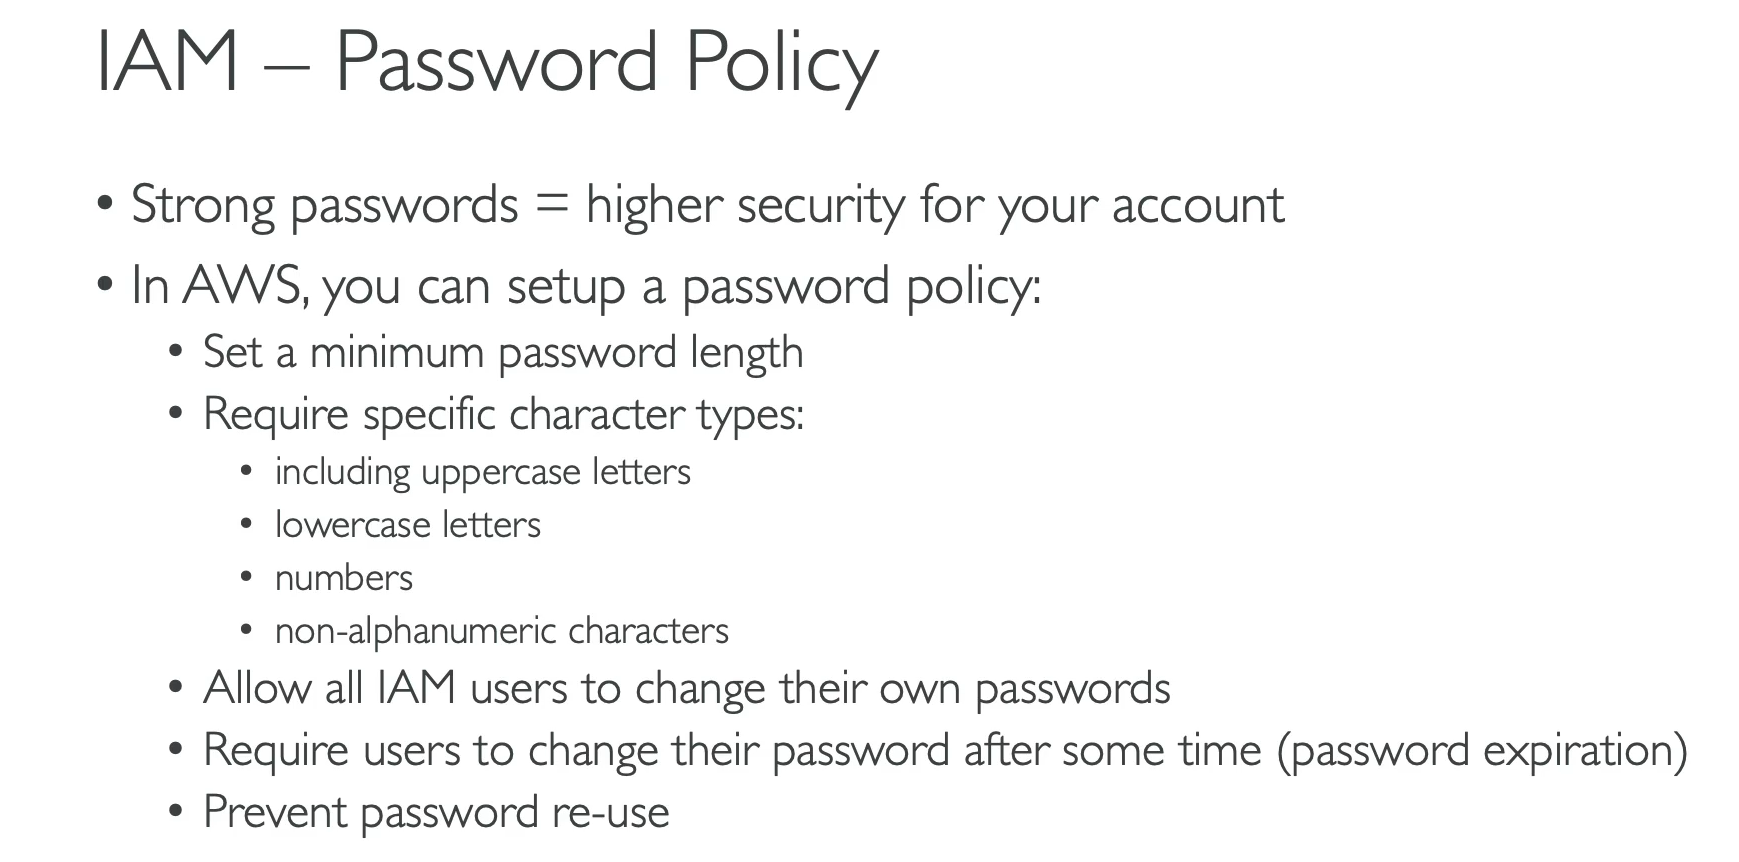 IAM – Password Policy
• Strong passwords = higher security for your account
• In AWS, you can setup a password policy:
• Set a minimum password length
• Require specific character types:
• including uppercase letters
• lowercase letters
• numbers
• non-alphanumeric characters
• Allow all IAM users to change their own passwords
• Require users to change their password after some time (password expiration)
• Prevent password re-use